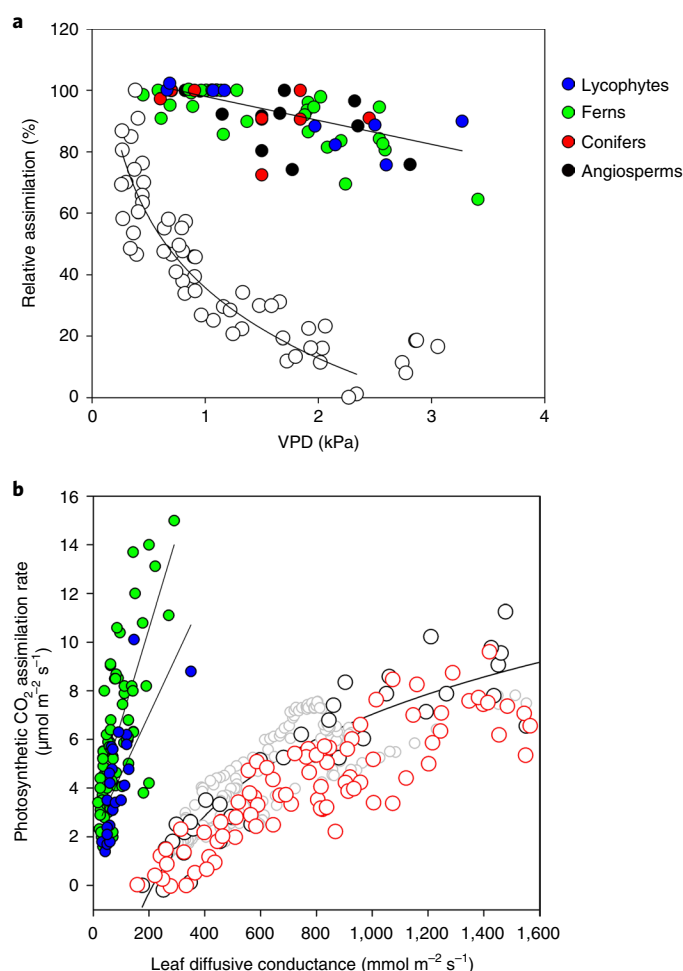 a
120
100
80
60
40
20
0
Relative assimilation (%)
0 1 2 3 4
VPD (kPa)
Lycophytes
Ferns
Conifers
Angiosperms
b
16
14
12
10
8
6
4
2
0
Photosynthetic CO₂ assimilation rate
(μmol m⁻² s⁻¹)
0 200 400 600 800 1,000 1,200 1,400 1,600
Leaf diffusive conductance (mmol m⁻² s⁻¹)